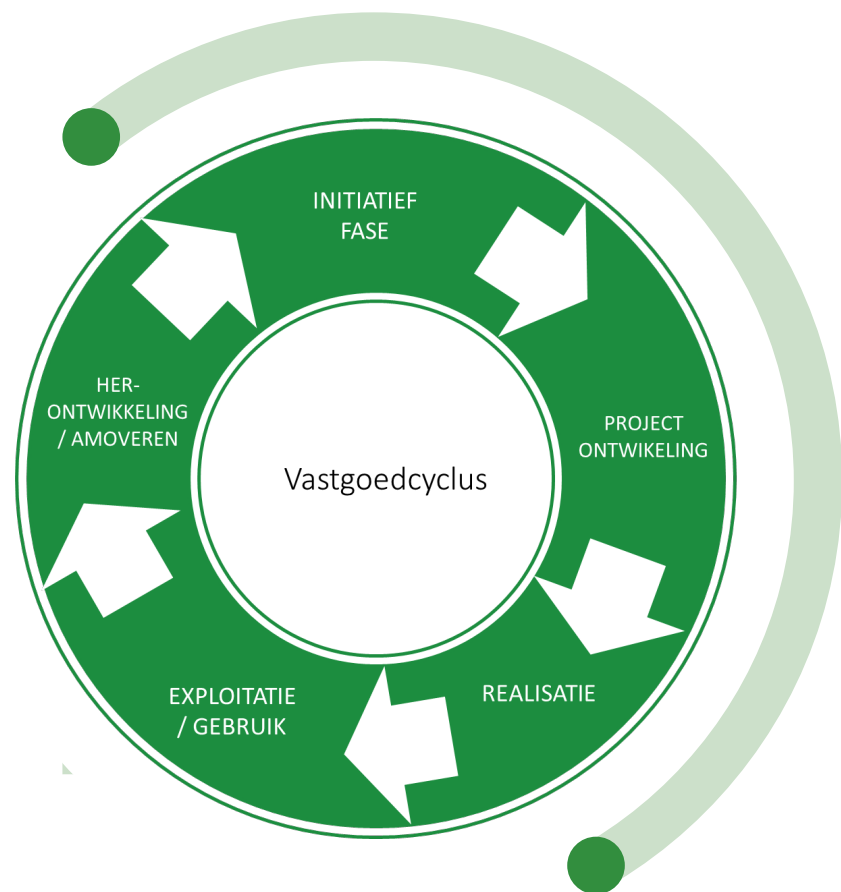 INITIATIEF
FASE
PROJECT
ONTWIKELING
REALISATIE
EXPLOITATIE
/ GEBRUIK
HER-
ONTWIKKELING
/ AMOVEREN
Vastgoedcyclus